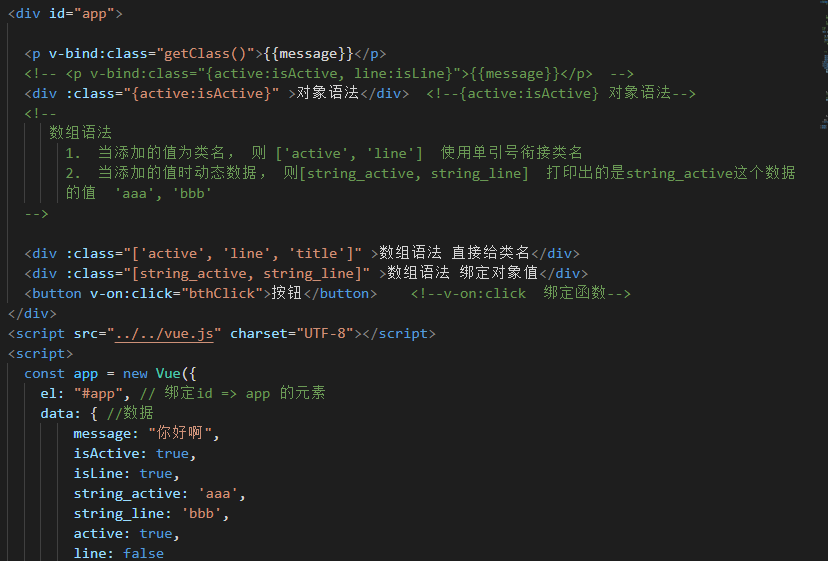 <div id="app">
<p v-bind:class="getClass()">{{message}}</p>
<!-- <p v-bind:class="{active:isActive, line:isLine}">{{message}}</p>  -->
<div :class="{active:isActive}" >对象语法</div>  <!--{active:isActive} 对象语法-->
<!--
数组语法
1.  当添加的值为类名， 则 ['active', 'line']  使用单引号衔接类名
2.  当添加的值时动态数据， 则[string_active, string_line]  打印出的是string_active这个数据
的值  'aaa', 'bbb'
-->
<div :class="['active', 'line', 'title']" >数组语法 直接给类名</div>
<div :class="[string_active, string_line]" >数组语法 绑定对象值</div>
<button v-on:click="bthClick">按钮</button>    <!--v-on:click  绑定函数-->
</div>
<script src="../../vue.js" charset="UTF-8"></script>
<script>
const app = new Vue({
el: "#app", // 绑定id => app 的元素
data: { //数据
message: "你好啊",
isActive: true,
isLine: true,
string_active: 'aaa',
string_line: 'bbb',
active: true,
line: false